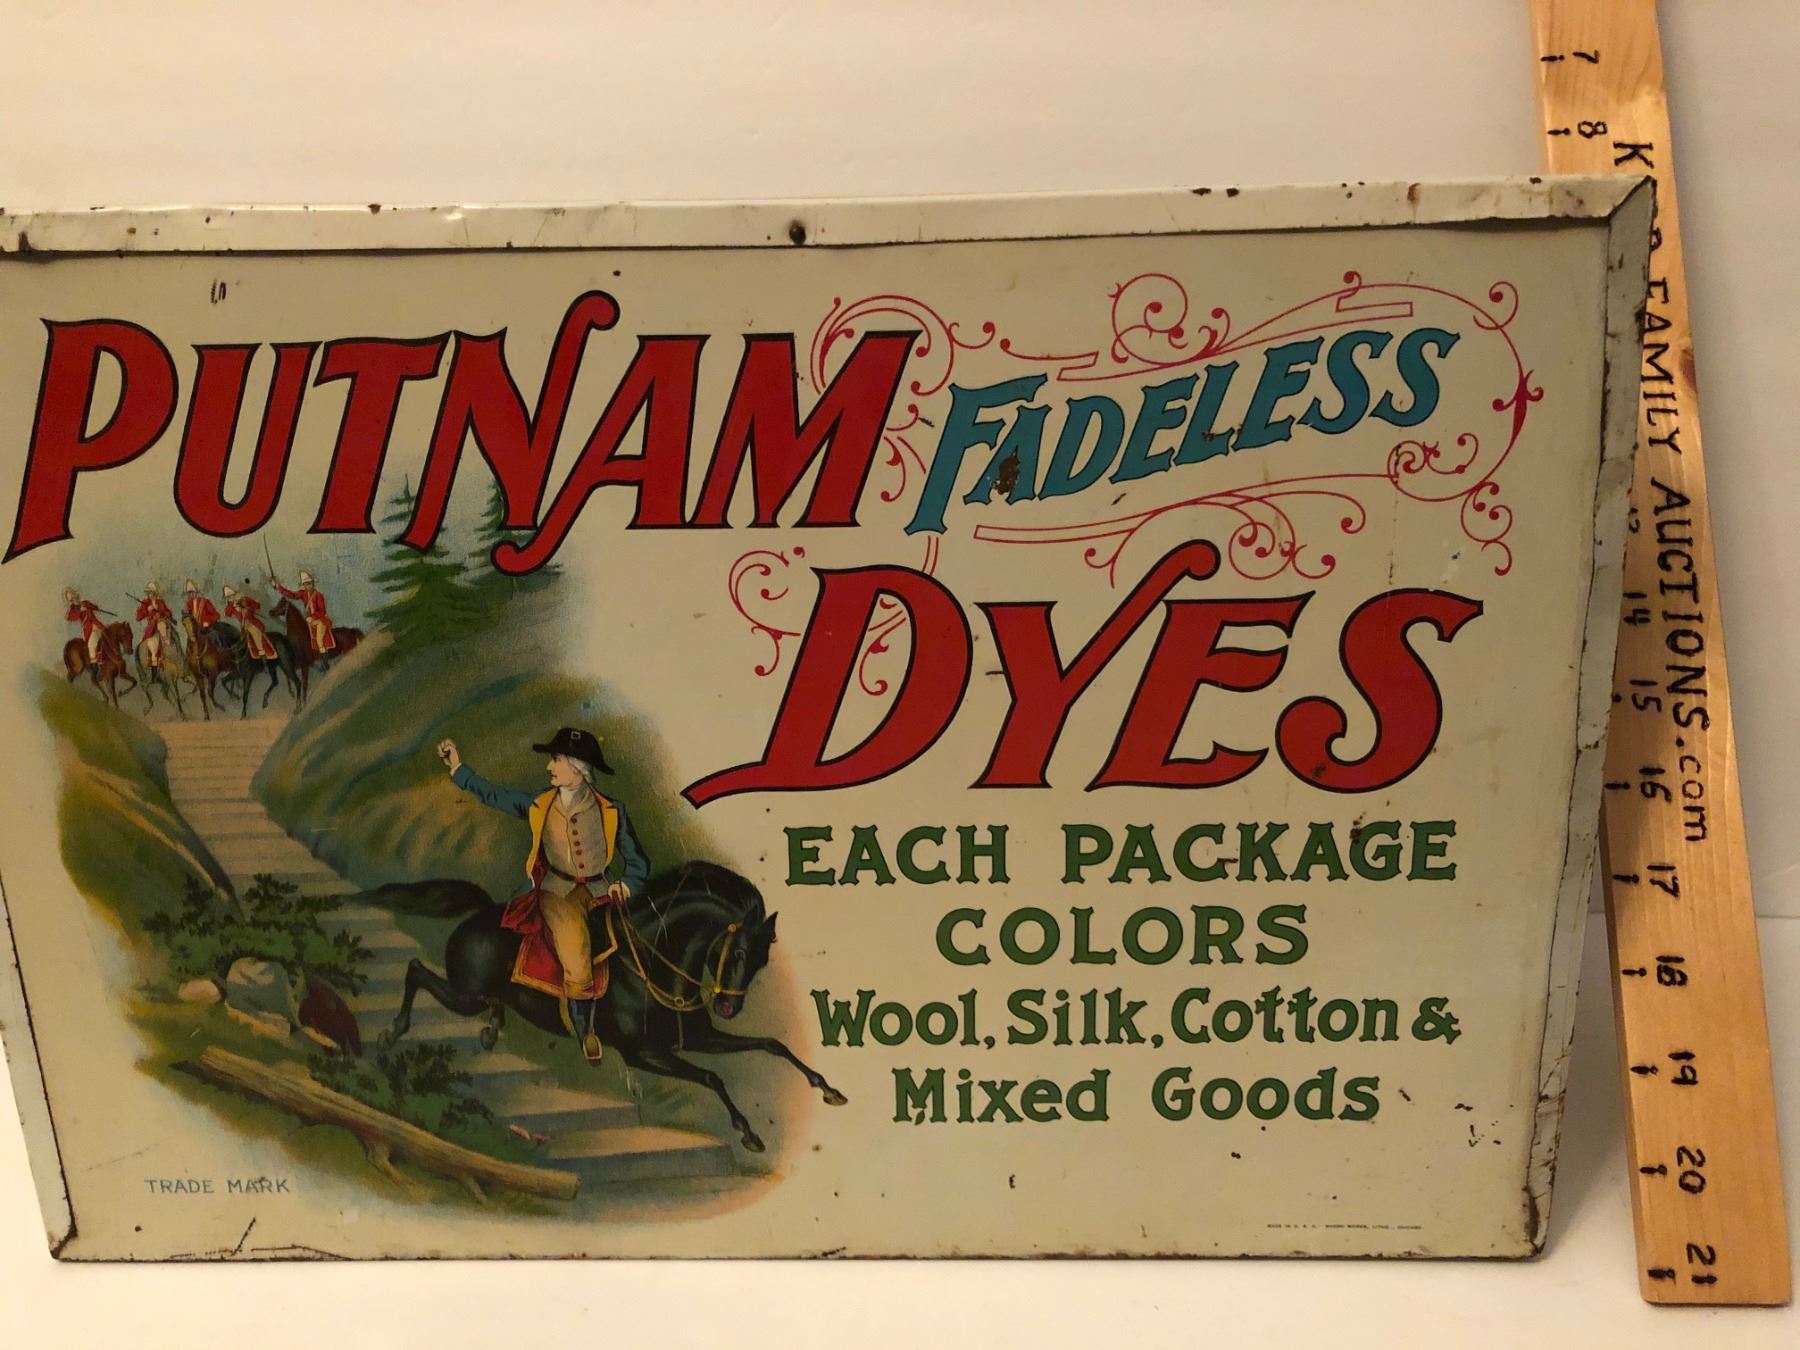 PUTNAM FADELESS
DYES
EACH PACKAGE
COLORS
Wool, Silk, Cotton &
Mixed Goods
TRADE MARK
7
8
14
15
16
17
18
19
20
21
FAMILY AUCTIONS.com